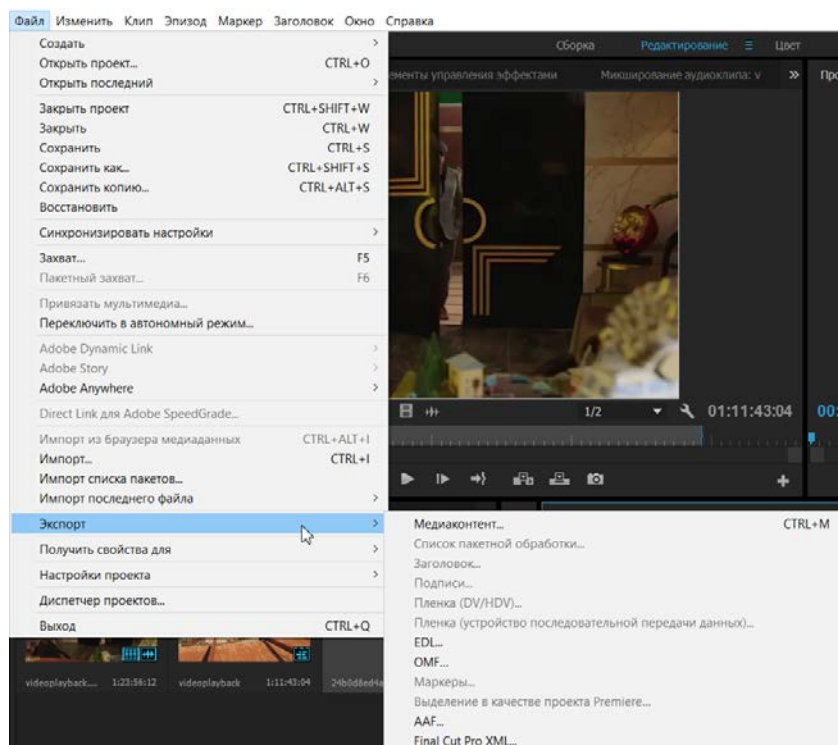 Файл Изменить Клип Эпизод Маркер Заголовок Окно Справка
Создать
Открыть проект... CTRL+O
Открыть последний
Закрыть проект CTRL+SHIFT+W
Закрыть CTRL+W
Сохранить CTRL+S
Сохранить как... CTRL+SHIFT+S
Сохранить копию... CTRL+ALT+S
Восстановить
Синхронизировать настройки
Захват... F5
Пакетный захват... F6
Привязать мультимедиа...
Переключить в автономный режим...
Adobe Dynamic Link
Adobe Story
Adobe Anywhere
Direct Link для Adobe SpeedGrade...
Импорт из браузера медиаданных CTRL+ALT+I
Импорт... CTRL+I
Импорт списка пакетов...
Импорт последнего файла
Экспорт
Получить свойства для
Настройки проекта
Диспетчер проектов...
Выход CTRL+Q
Сборка Редактирование Цвет
ементы управления эффектами Микширование аудиоклипа: v » Про
1/2 01:11:43:04 00:
Медиаконтент... CTRL+M
Список пакетной обработки...
Заголовок...
Подписи...
Пленка (DV/HDV)...
Пленка (устройство последовательной передачи данных)...
EDL...
OMF...
Маркеры...
Выделение в качестве проекта Premiere...
AAF...
Final Cut Pro XML...
videoplayback.... 1:23:56:12 videoplayback 1:11:43:04